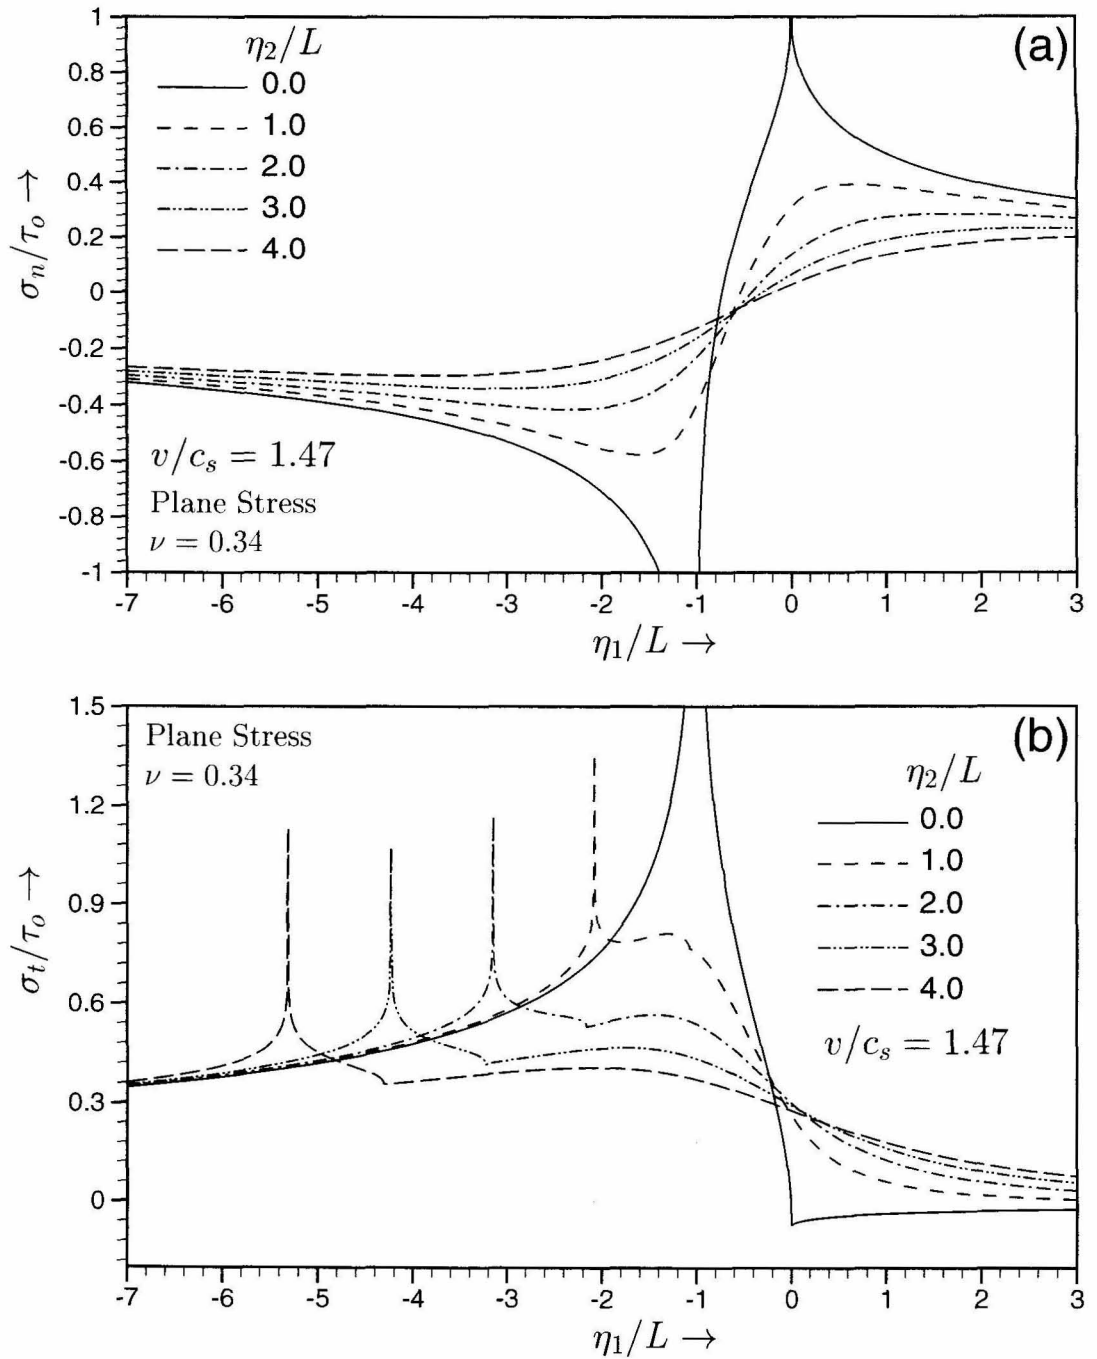 (a)
η₂/L
0.0
1.0
2.0
3.0
4.0
1
0.8
0.6
0.4
0.2
0
-0.2
-0.4
-0.6
-0.8
-1
σₙ/τₒ →
v/cₛ = 1.47
Plane Stress
ν = 0.34
-7 -6 -5 -4 -3 -2 -1 0 1 2 3
η₁/L →
(b)
Plane Stress
ν = 0.34
η₂/L
0.0
1.0
2.0
3.0
4.0
v/cₛ = 1.47
1.5
1.2
0.9
0.6
0.3
0
σₜ/τₒ →
-7 -6 -5 -4 -3 -2 -1 0 1 2 3
η₁/L →